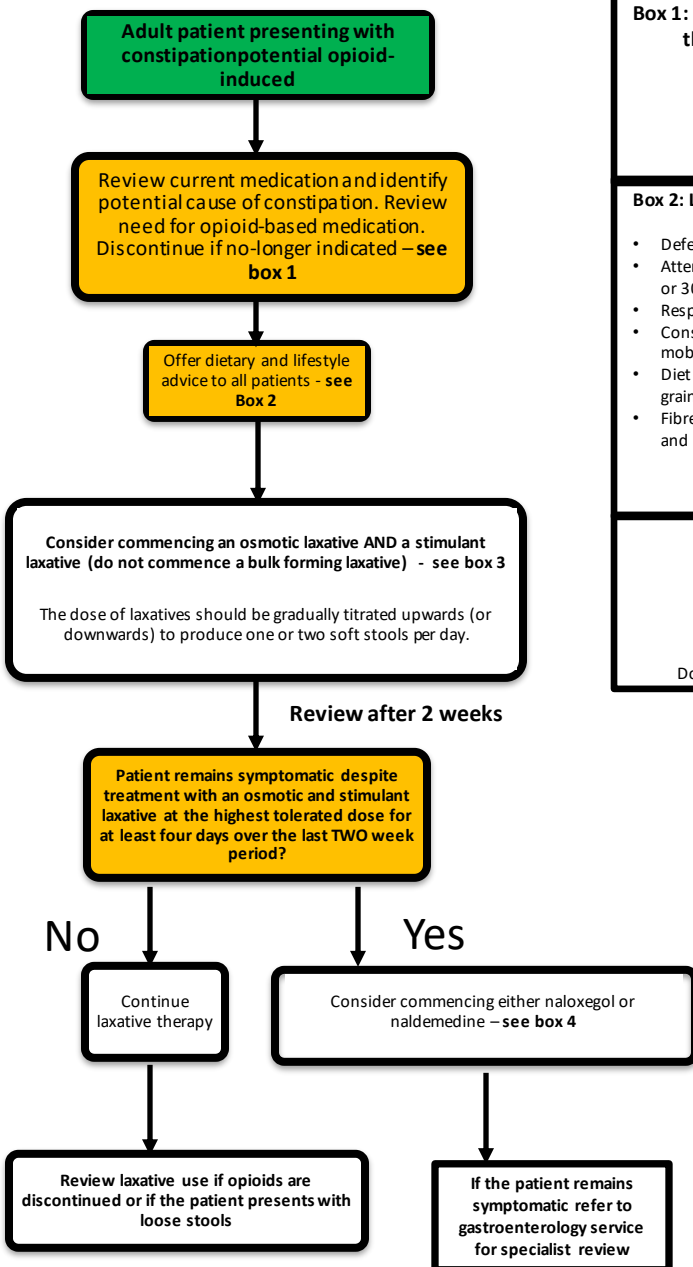 Adult patient presenting with
constipationpotential opioid-
induced
Review current medication and identify
potential cause of constipation. Review
need for opioid-based medication.
Discontinue if no-longer indicated – see
box 1
Offer dietary and lifestyle
advice to all patients - see
Box 2
Consider commencing an osmotic laxative AND a stimulant
laxative (do not commence a bulk forming laxative) - see box 3
The dose of laxatives should be gradually titrated upwards (or
downwards) to produce one or two soft stools per day.
Review after 2 weeks
Patient remains symptomatic despite
treatment with an osmotic and stimulant
laxative at the highest tolerated dose for
at least four days over the last TWO week
period?
No
Yes
Continue
laxative therapy
Consider commencing either naloxegol or
naldemedine – see box 4
Review laxative use if opioids are
discontinued or if the patient presents with
loose stools
If the patient remains
symptomatic refer to
gastroenterology service
for specialist review
Box 1:
Box 2:
•
•
or 30
•
•
•
•
and